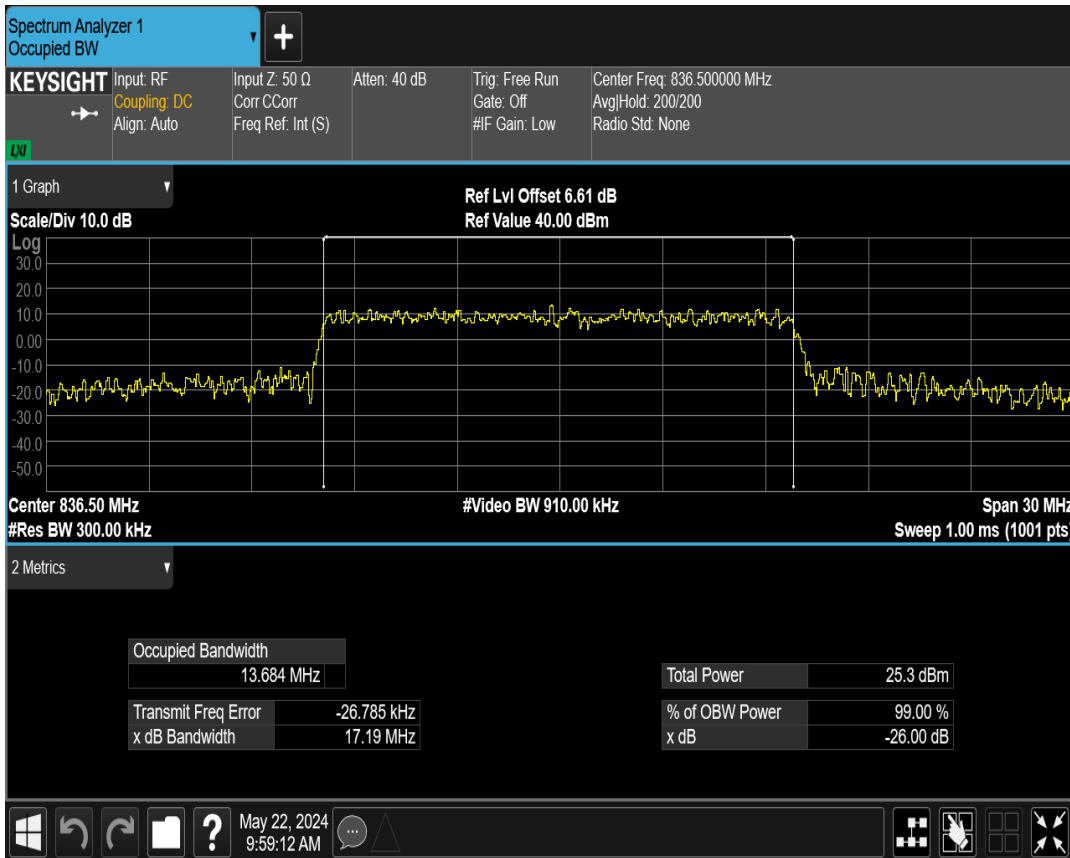 Spectrum Analyzer 1
Occupied BW
KEYSIGHT
Input: RF
Coupling: DC
Align: Auto
Input Z: 50 Ω
Corr CCorr
Freq Ref: Int (S)
Atten: 40 dB
Trig: Free Run
Gate: Off
#IF Gain: Low
Center Freq: 836.500000 MHz
Avg|Hold: 200/200
Radio Std: None
LXI
1 Graph
Scale/Div 10.0 dB
Ref Lvl Offset 6.61 dB
Ref Value 40.00 dBm
Log
30.0
20.0
10.0
0.00
-10.0
-20.0
-30.0
-40.0
-50.0
Center 836.50 MHz
#Video BW 910.00 kHz
Span 30 MHz
#Res BW 300.00 kHz
Sweep 1.00 ms (1001 pts)
2 Metrics
Occupied Bandwidth
13.684 MHz
Total Power 25.3 dBm
Transmit Freq Error -26.785 kHz
% of OBW Power 99.00 %
x dB Bandwidth 17.19 MHz
x dB -26.00 dB
May 22, 2024
9:59:12 AM